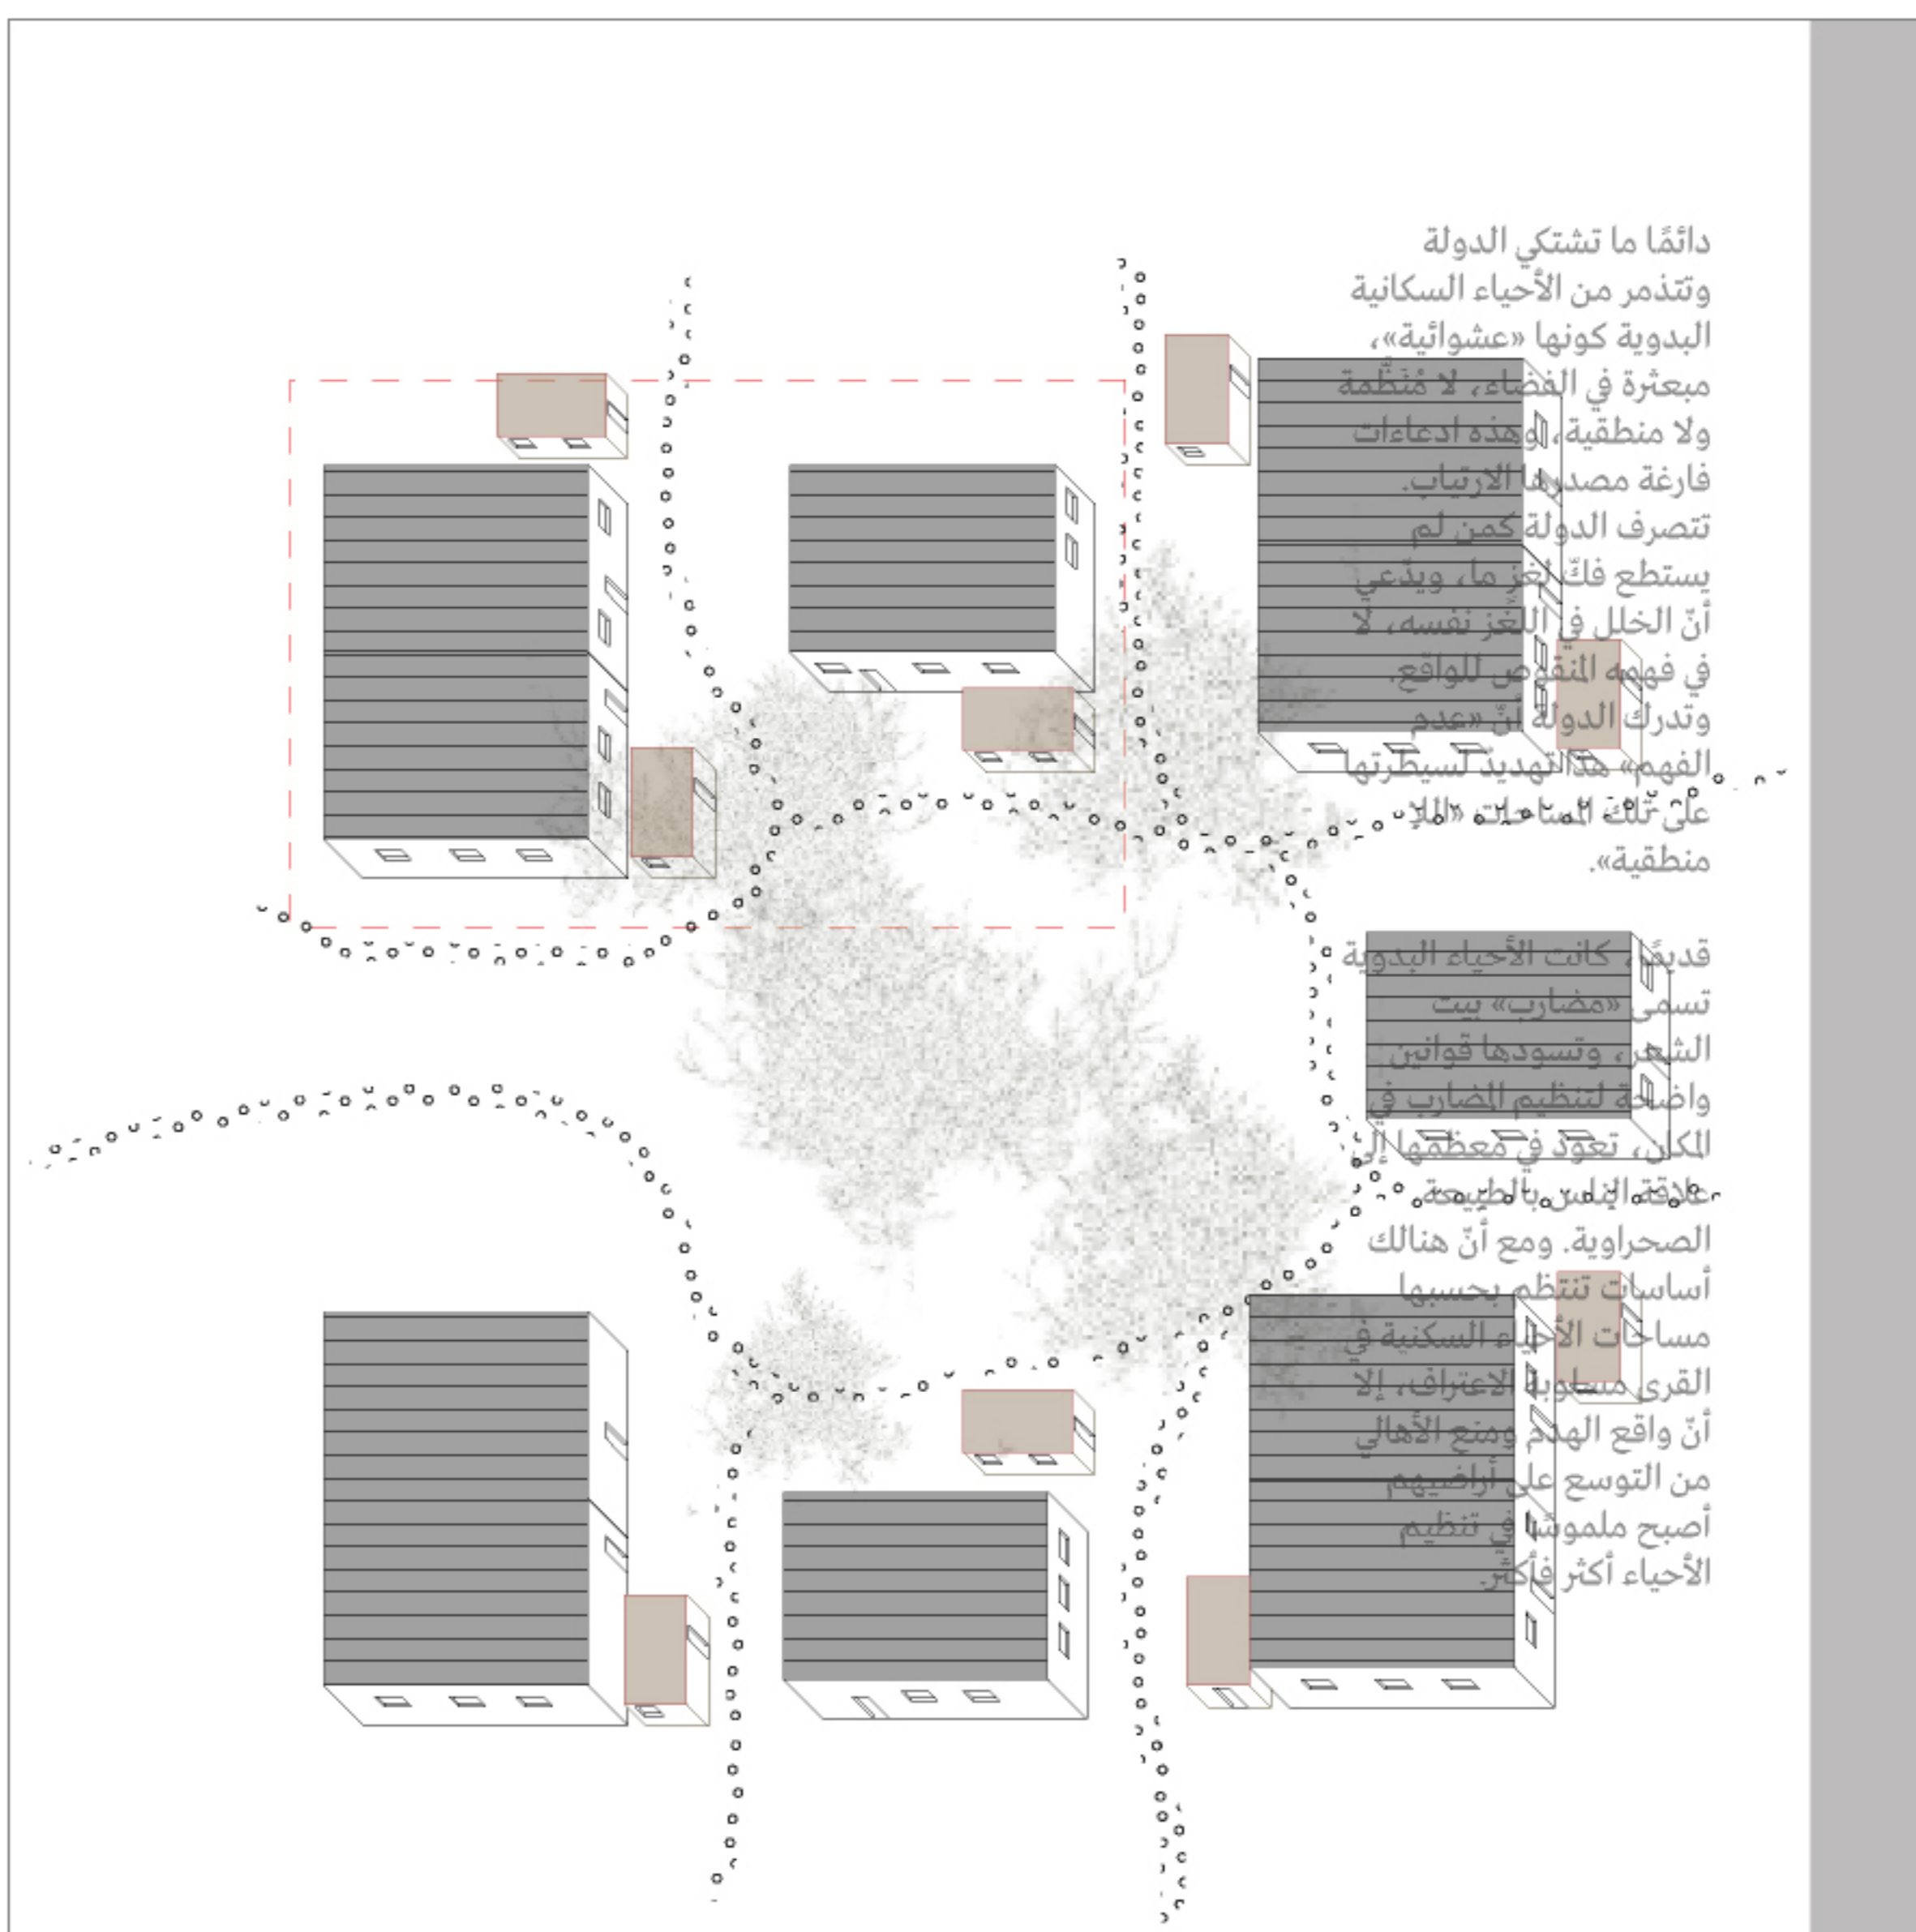 دائمًا ما تشتكي الدولة
وتتذمر من الأحياء السكانية
البدوية كونها «عشوائية»،
مبعثرة في الفضاء، لا مُنَظَّمة
ولا منطقية، وهذه ادعاءات
فارغة مصدرها الارتياب.
تتصرف الدولة كمن لم
يستطع فكّ لغز ما، ويدّعي
أنّ الخلل في اللغز نفسه، لا
في فهمه المنقوص للواقع.
وتدرك الدولة أنّ «عدم
الفهم» هذا تهديدٌ لسيطرتها
على تلك المساحات «اللا-
منطقية».
قديمًا، كانت الأحياء البدوية
تسمى «مضارب» بيت
الشعر، وتسودها قوانين
واضحة لتنظيم المضارب في
المكان، تعود في معظمها إلى
علاقة الناس بالطبيعة
الصحراوية. ومع أنّ هنالك
أساسات تنتظم بحسبها
مساحات الأحياء السكنية في
القرى مسلوبة الاعتراف، إلا
أنّ واقع الهدم ومنع الأهالي
من التوسع على أراضيهم
أصبح ملموسًا في تنظيم
الأحياء أكثر فأكثر.